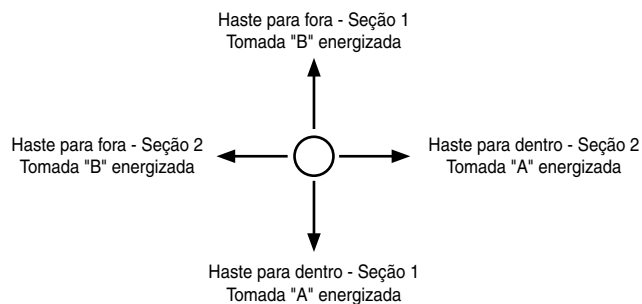 Haste para fora - Seção 1
Tomada "B" energizada
Haste para fora - Seção 2
Tomada "B" energizada
Haste para dentro - Seção 2
Tomada "A" energizada
Haste para dentro - Seção 1
Tomada "A" energizada